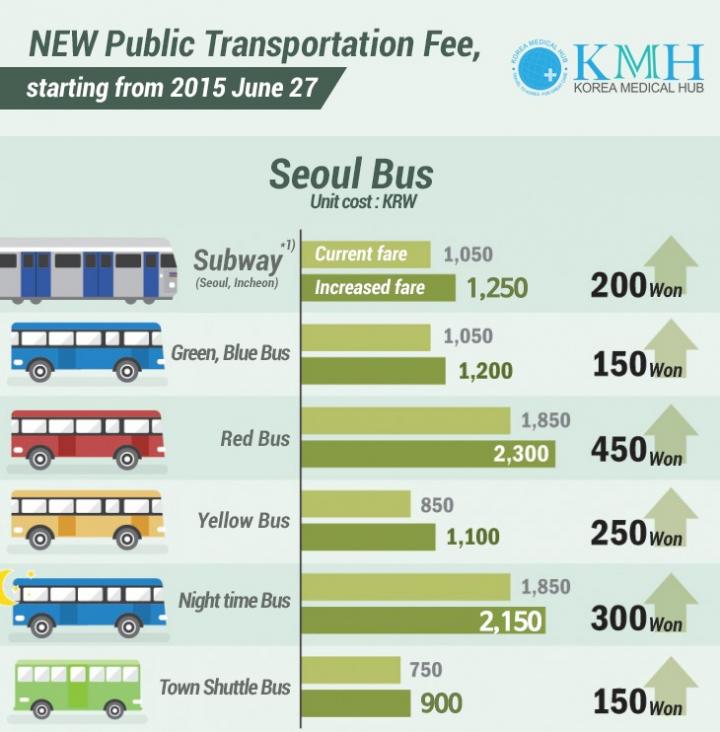 NEW Public Transportation Fee,
starting from 2015 June 27
KMH
KOREA MEDICAL HUB
KOREA MEDICAL HUB
Seoul Bus
Unit cost : KRW
Subway *1)
(Seoul, Incheon)
Current fare 1,050
Increased fare 1,250
200 Won
Green, Blue Bus
1,050
1,200
150 Won
Red Bus
1,850
2,300
450 Won
Yellow Bus
850
1,100
250 Won
Night time Bus
1,850
2,150
300 Won
Town Shuttle Bus
750
900
150 Won